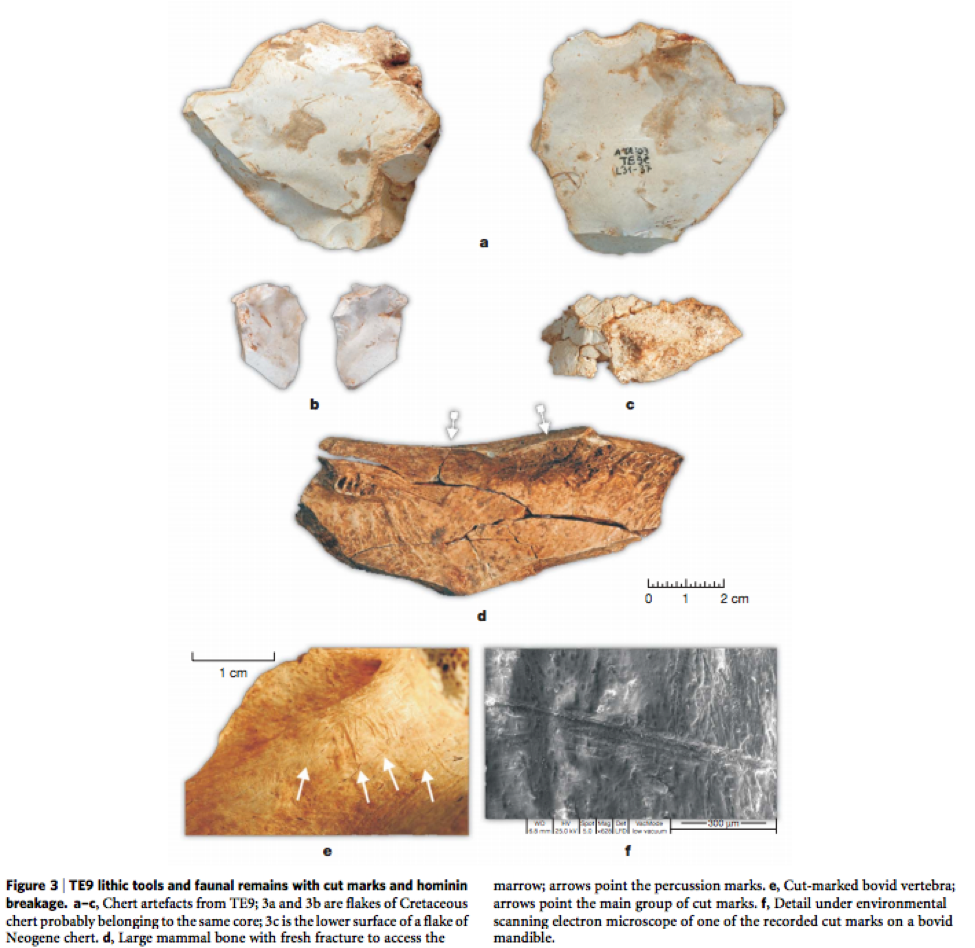 A TA'03
TE9c
L31-37
a
b
c
0 1 2 cm
d
1 cm
WD HV Spot Mag Det VacMode
6.8 mm 25.0 kV 5.0 ×626 LFD low vacuum
300 µm
e
f
Figure 3 | TE9 lithic tools and faunal remains with cut marks and hominin
breakage. a–c, Chert artefacts from TE9; 3a and 3b are flakes of Cretaceous
chert probably belonging to the same core; 3c is the lower surface of a flake of
Neogene chert. d, Large mammal bone with fresh fracture to access the
marrow; arrows point the percussion marks. e, Cut-marked bovid vertebra;
arrows point the main group of cut marks. f, Detail under environmental
scanning electron microscope of one of the recorded cut marks on a bovid
mandible.